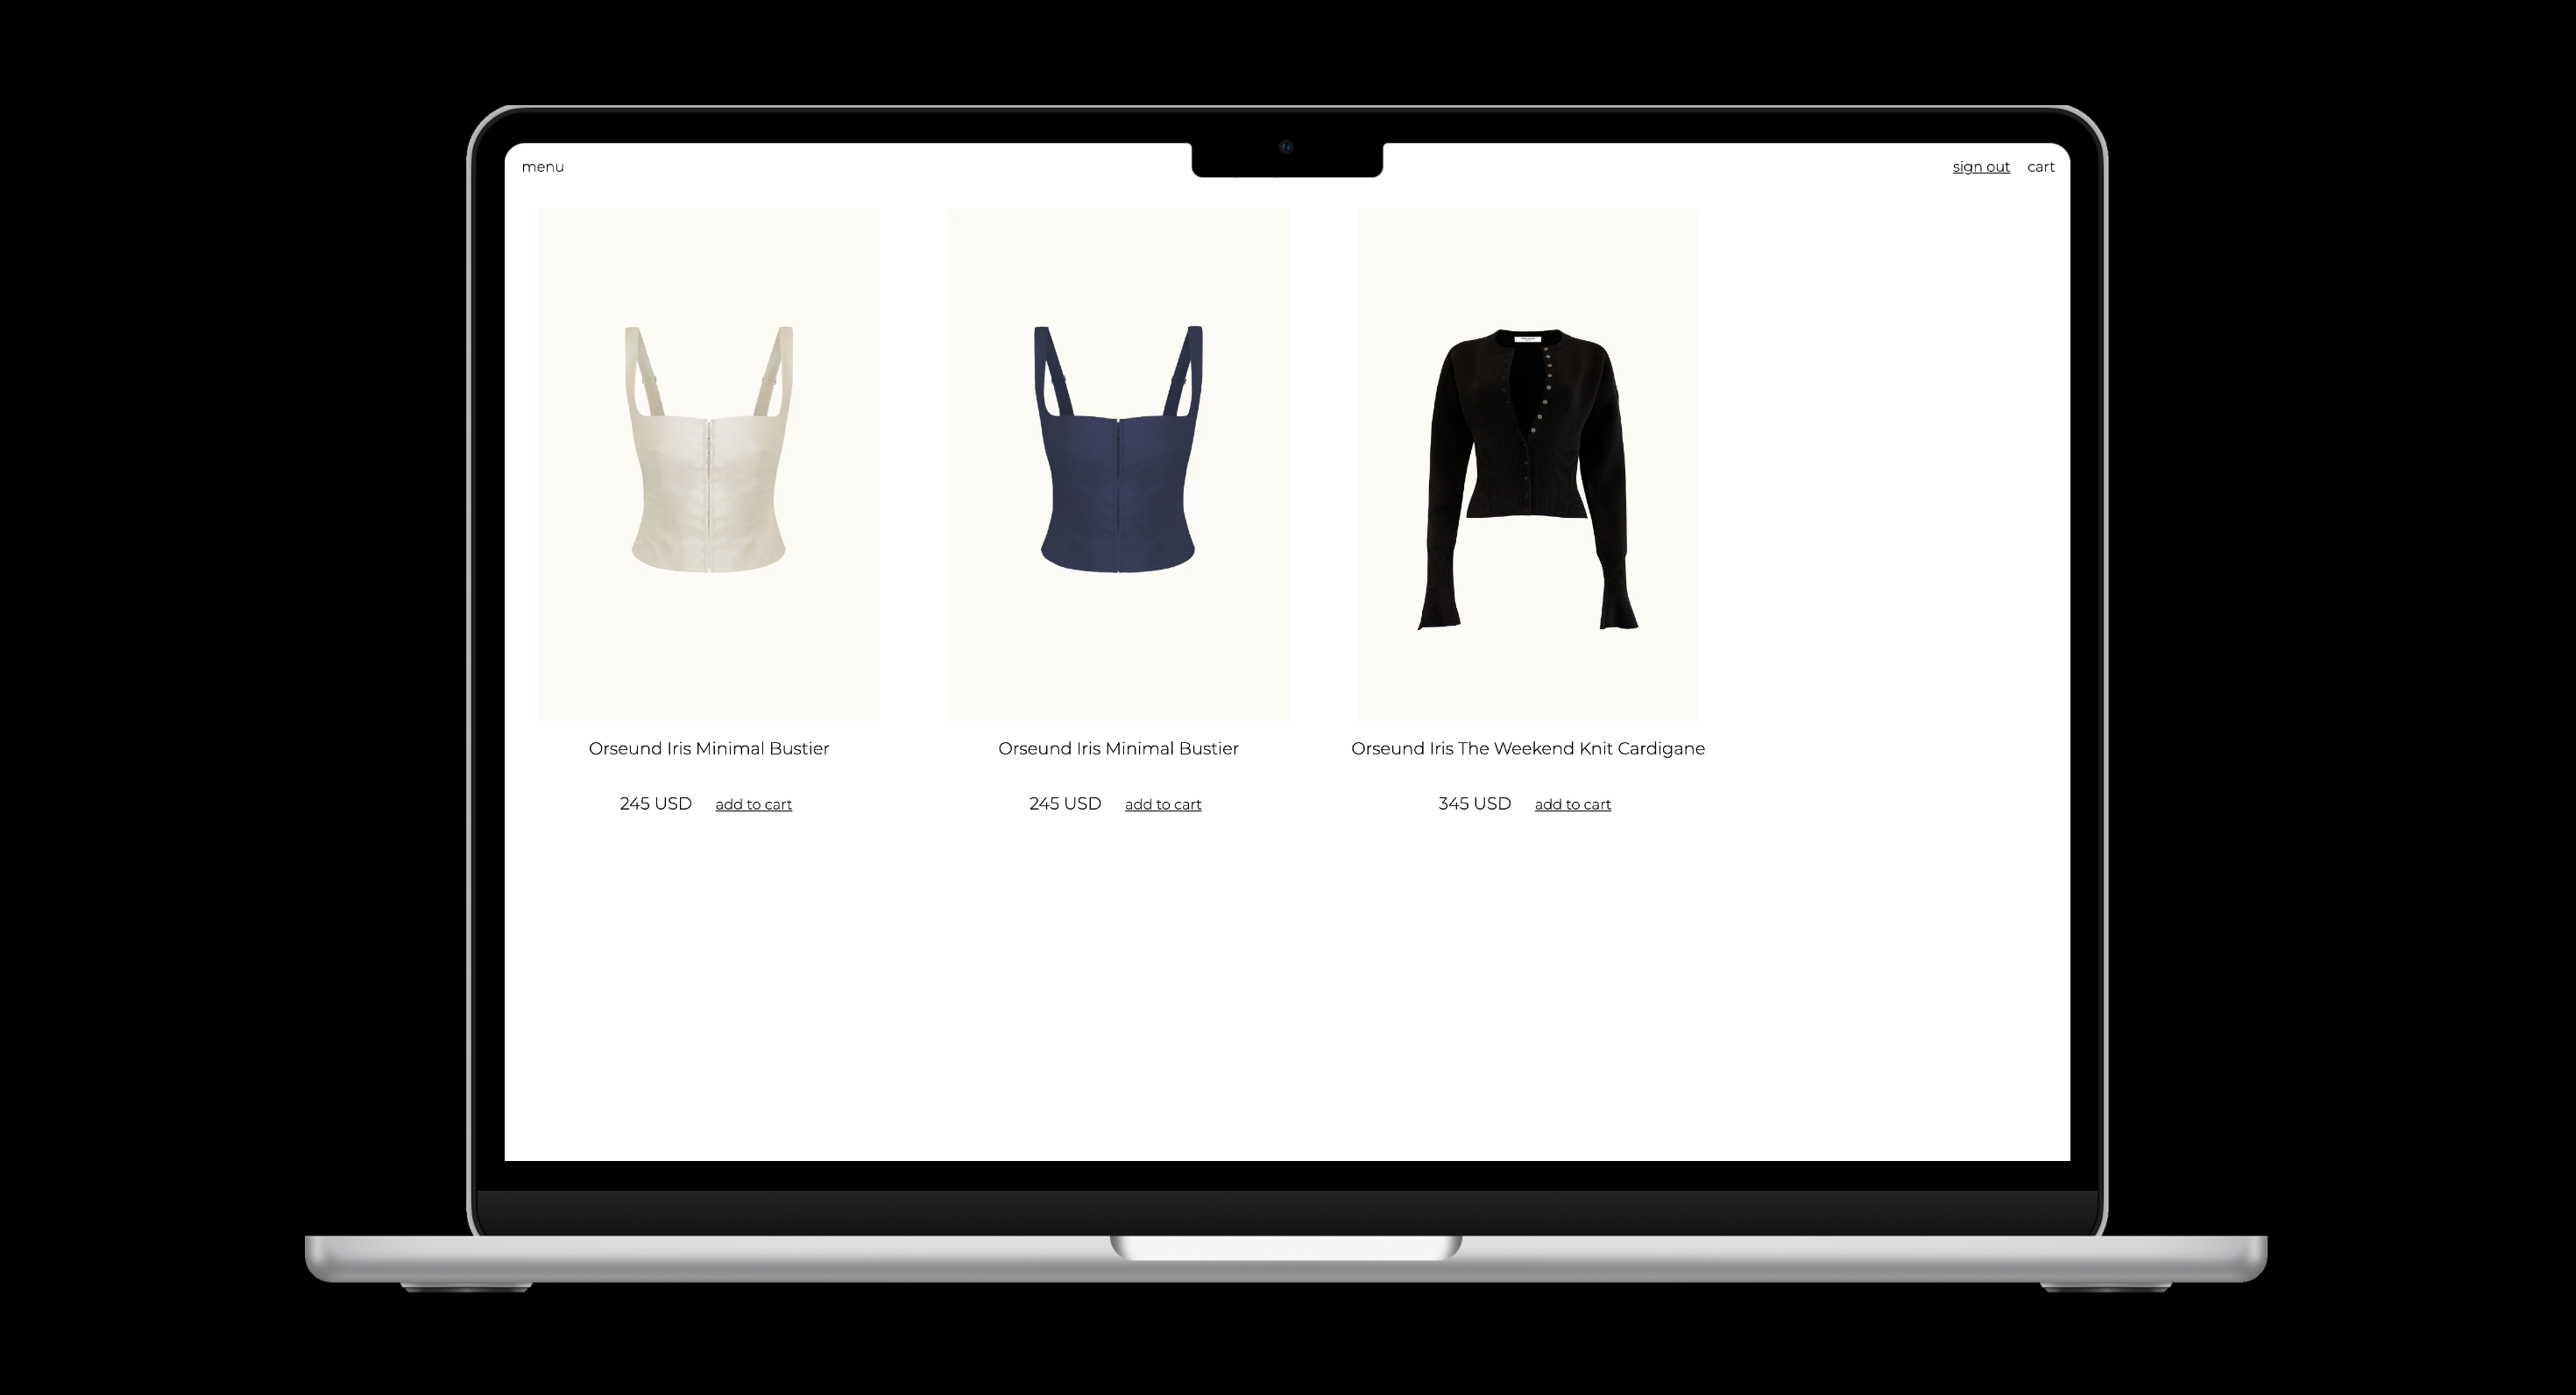 menu
sign out cart
Orseund Iris Minimal Bustier
245 USD add to cart
Orseund Iris Minimal Bustier
245 USD add to cart
Orseund Iris The Weekend Knit Cardigane
345 USD add to cart